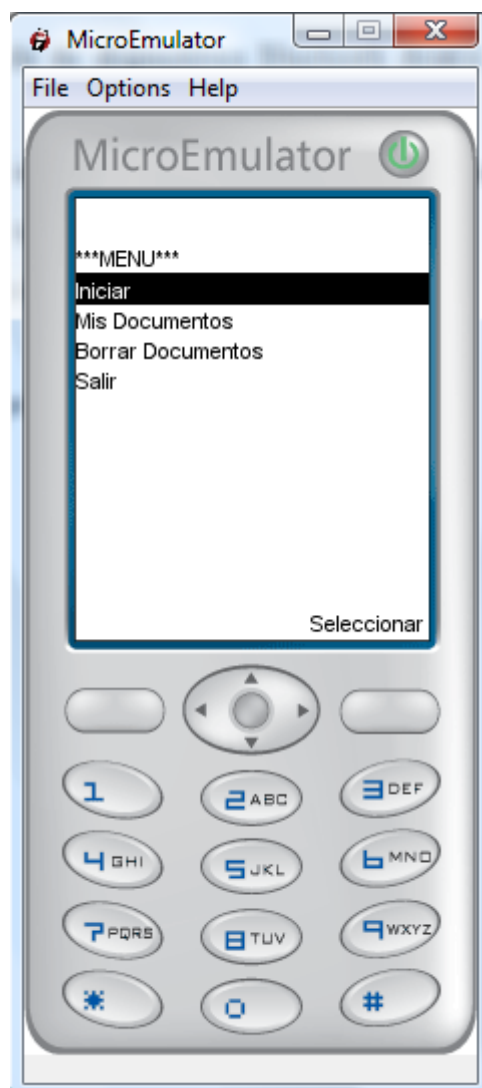 MicroEmulator
File Options Help
MicroEmulator
***MENU***
Iniciar
Mis Documentos
Borrar Documentos
Salir
Seleccionar
1 2 ABC 3 DEF
4 GHI 5 JKL 6 MNO
7 PQRS 8 TUV 9 WXYZ
* 0 #